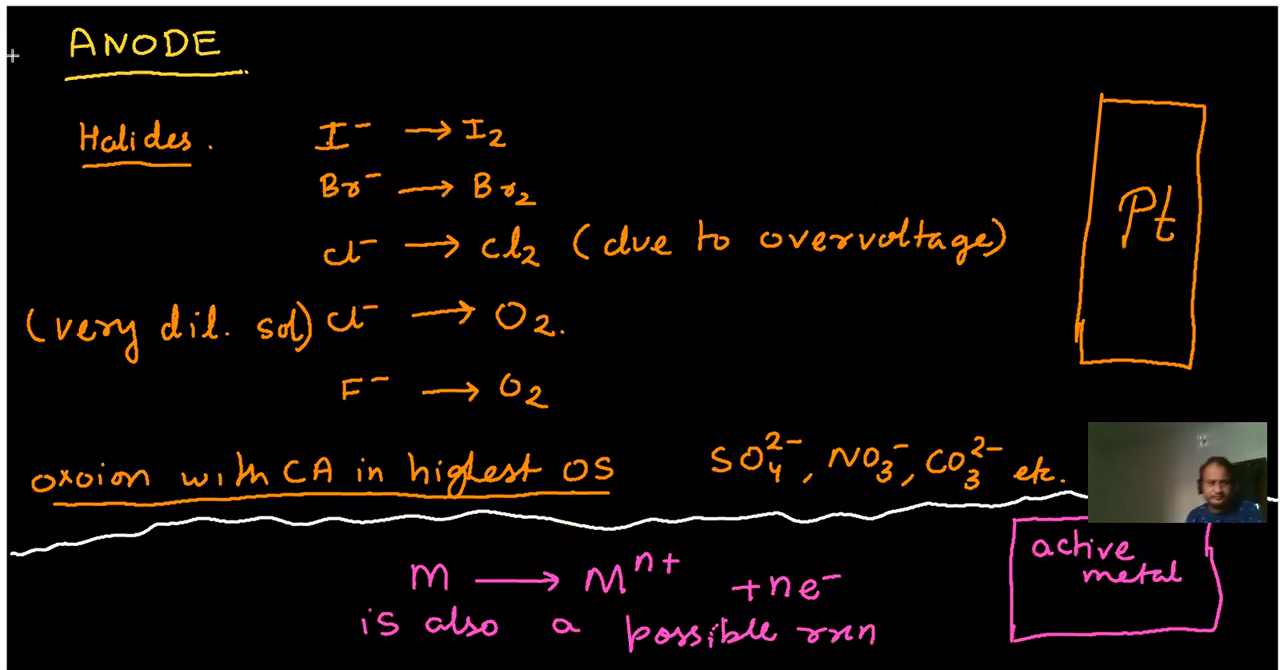 ANODE
Halides. I⁻ → I₂
Br⁻ → Br₂
Cl⁻ → Cl₂ (due to overvoltage)
(very dil. sol) Cl⁻ → O₂.
F⁻ → O₂
Pt
oxoion with CA in highest OS SO₄²⁻, NO₃⁻, CO₃²⁻ etc.
M → Mⁿ⁺ + ne⁻
is also a possible rxn
active
metal